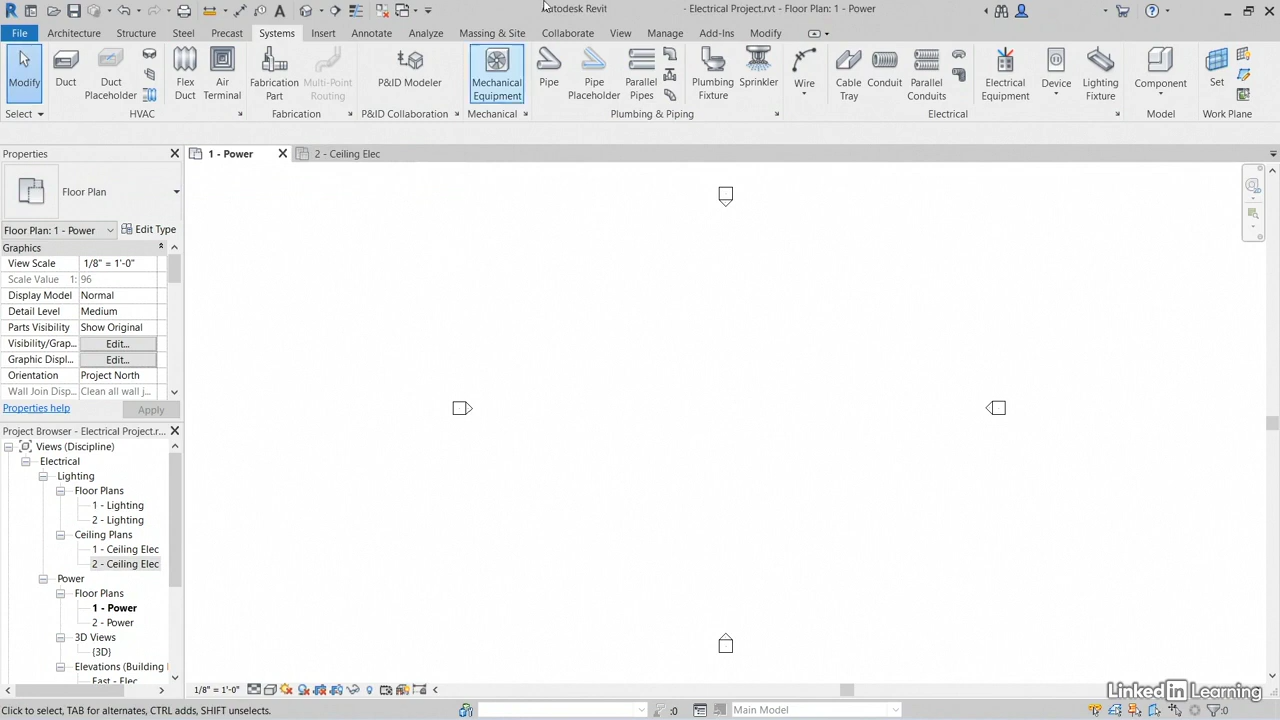 Autodesk Revit - Electrical Project.rvt - Floor Plan: 1 - Power
File Architecture Structure Steel Precast Systems Insert Annotate Analyze Massing & Site Collaborate View Manage Add-Ins Modify
Modify
Duct
Duct Placeholder
Flex Duct
Air Terminal
Fabrication Part
Multi-Point Routing
P&ID Modeler
Mechanical Equipment
Pipe
Pipe Placeholder
Parallel Pipes
Plumbing Fixture
Sprinkler
Wire
Cable Tray
Conduit
Parallel Conduits
Electrical Equipment
Device
Lighting Fixture
Component
Set
Select HVAC Fabrication P&ID Collaboration Mechanical Plumbing & Piping Electrical Model Work Plane
Properties
1 - Power
2 - Ceiling Elec
Floor Plan
Floor Plan: 1 - Power Edit Type
Graphics
View Scale 1/8" = 1'-0"
Scale Value 1: 96
Display Model Normal
Detail Level Medium
Parts Visibility Show Original
Visibility/Grap... Edit...
Graphic Displ... Edit...
Orientation Project North
Wall Join Disp... Clean all wall j...
Properties help Apply
Project Browser - Electrical Project.r...
Views (Discipline)
Electrical
Lighting
Floor Plans
1 - Lighting
2 - Lighting
Ceiling Plans
1 - Ceiling Elec
2 - Ceiling Elec
Power
Floor Plans
1 - Power
2 - Power
3D Views
{3D}
Elevations (Building
East - Elec
1/8" = 1'-0"
LinkedIn Learning
Click to select, TAB for alternates, CTRL adds, SHIFT unselects. :0 Main Model :0